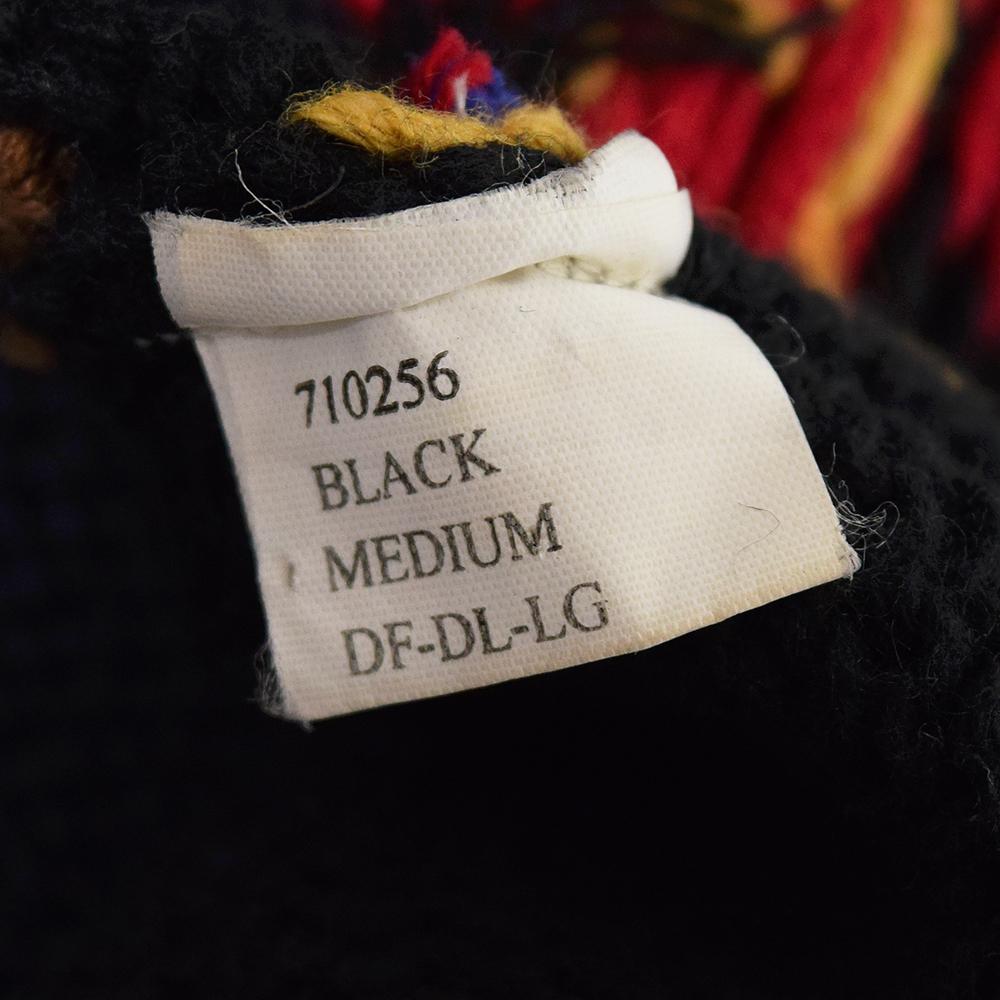 710256
BLACK
MEDIUM
DF-DL-LG